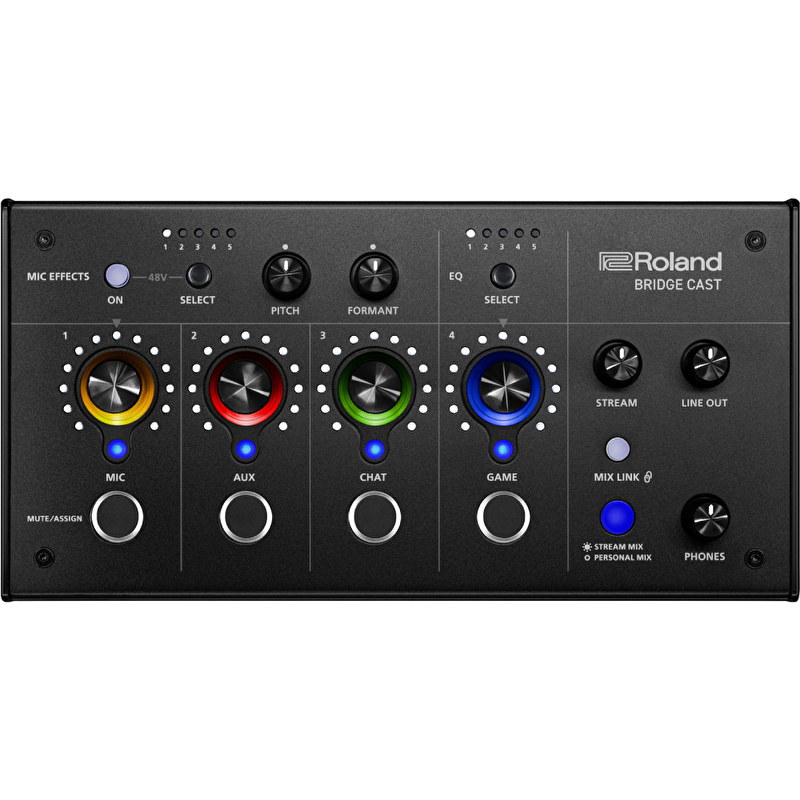 1 2 3 4 5
1 2 3 4 5
Roland
BRIDGE CAST
MIC EFFECTS
48V
EQ
ON
SELECT
SELECT
PITCH
FORMANT
1
2
3
4
STREAM
LINE OUT
MIC
AUX
CHAT
GAME
MIX LINK
MUTE/ASSIGN
STREAM MIX
PERSONAL MIX
PHONES